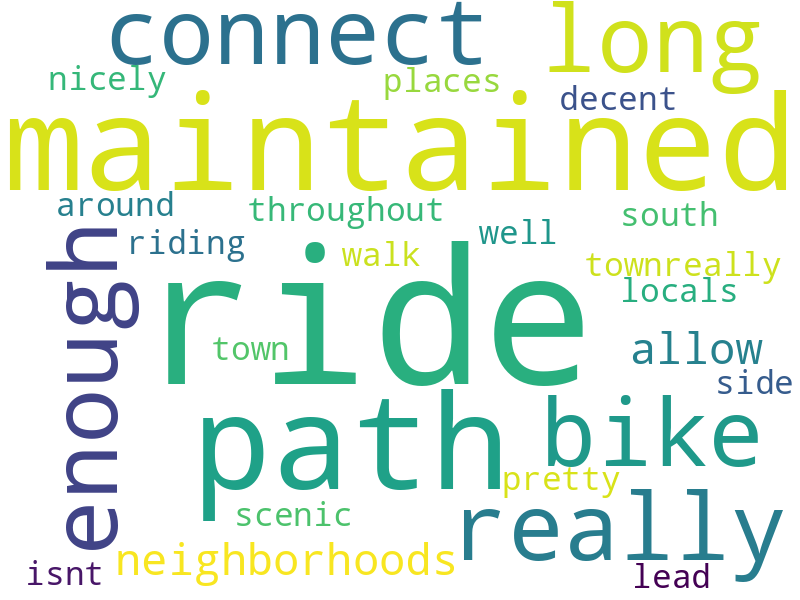 connect long
nicely places decent
maintained
around throughout south
enough riding walk well townreally
ride locals
town allow
side
path bike
pretty
scenic really
neighborhoods
isnt lead